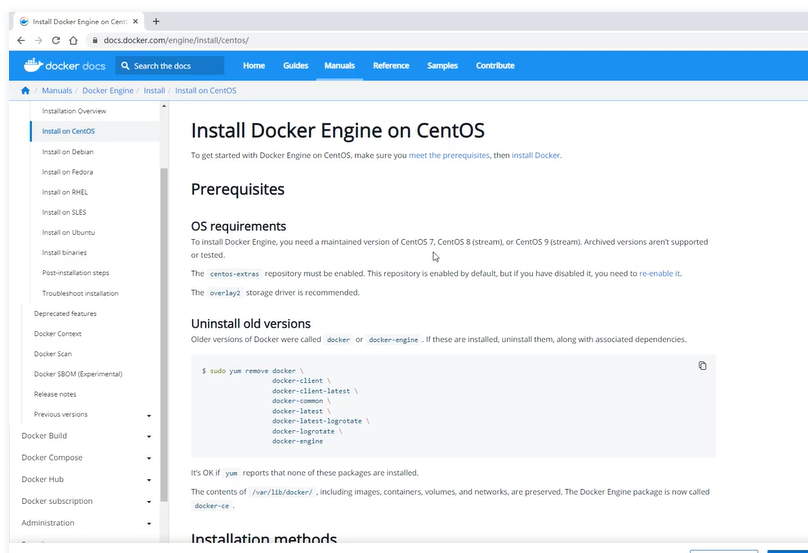 Install Docker Engine on Cent
docs.docker.com/engine/install/centos/
docker docs
Search the docs
Home
Guides
Manuals
Reference
Samples
Contribute
/ Manuals / Docker Engine / Install / Install on CentOS
Installation Overview
Install on CentOS
Install on Debian
Install on Fedora
Install on RHEL
Install on SLES
Install on Ubuntu
Install binaries
Post-installation steps
Troubleshoot installation
Deprecated features
Docker Context
Docker Scan
Docker SBOM (Experimental)
Release notes
Previous versions
Docker Build
Docker Compose
Docker Hub
Docker subscription
Administration
Install Docker Engine on CentOS
To get started with Docker Engine on CentOS, make sure you meet the prerequisites, then install Docker.
Prerequisites
OS requirements
To install Docker Engine, you need a maintained version of CentOS 7, CentOS 8 (stream), or CentOS 9 (stream). Archived versions aren't supported
or tested.
The centos-extras repository must be enabled. This repository is enabled by default, but if you have disabled it, you need to re-enable it.
The overlay2 storage driver is recommended.
Uninstall old versions
Older versions of Docker were called docker or docker-engine . If these are installed, uninstall them, along with associated dependencies.
$ sudo yum remove docker \
docker-client \
docker-client-latest \
docker-common \
docker-latest \
docker-latest-logrotate \
docker-logrotate \
docker-engine
It's OK if yum reports that none of these packages are installed.
The contents of /var/lib/docker/ , including images, containers, volumes, and networks, are preserved. The Docker Engine package is now called
docker-ce .
Installation methods